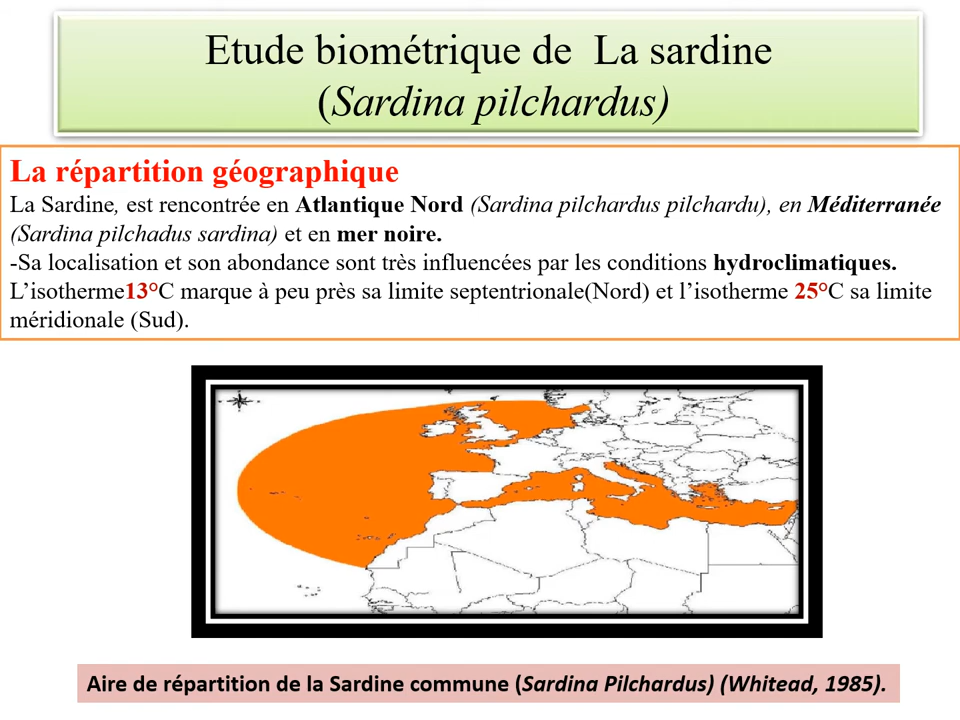 Etude biométrique de La sardine
(Sardina pilchardus)
La répartition géographique
La Sardine, est rencontrée en Atlantique Nord (Sardina pilchardus pilchardu), en Méditerranée
(Sardina pilchadus sardina) et en mer noire.
-Sa localisation et son abondance sont très influencées par les conditions hydroclimatiques.
L’isotherme13°C marque à peu près sa limite septentrionale(Nord) et l’isotherme 25°C sa limite
méridionale (Sud).
Aire de répartition de la Sardine commune (Sardina Pilchardus) (Whitead, 1985).